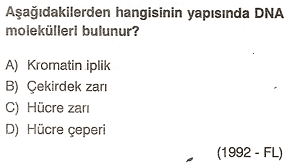 Aşağıdakilerden hangisinin yapısında DNA
molekülleri bulunur?
A) Kromatin iplik
B) Çekirdek zarı
C) Hücre zarı
D) Hücre çeperi
(1992 - FL)